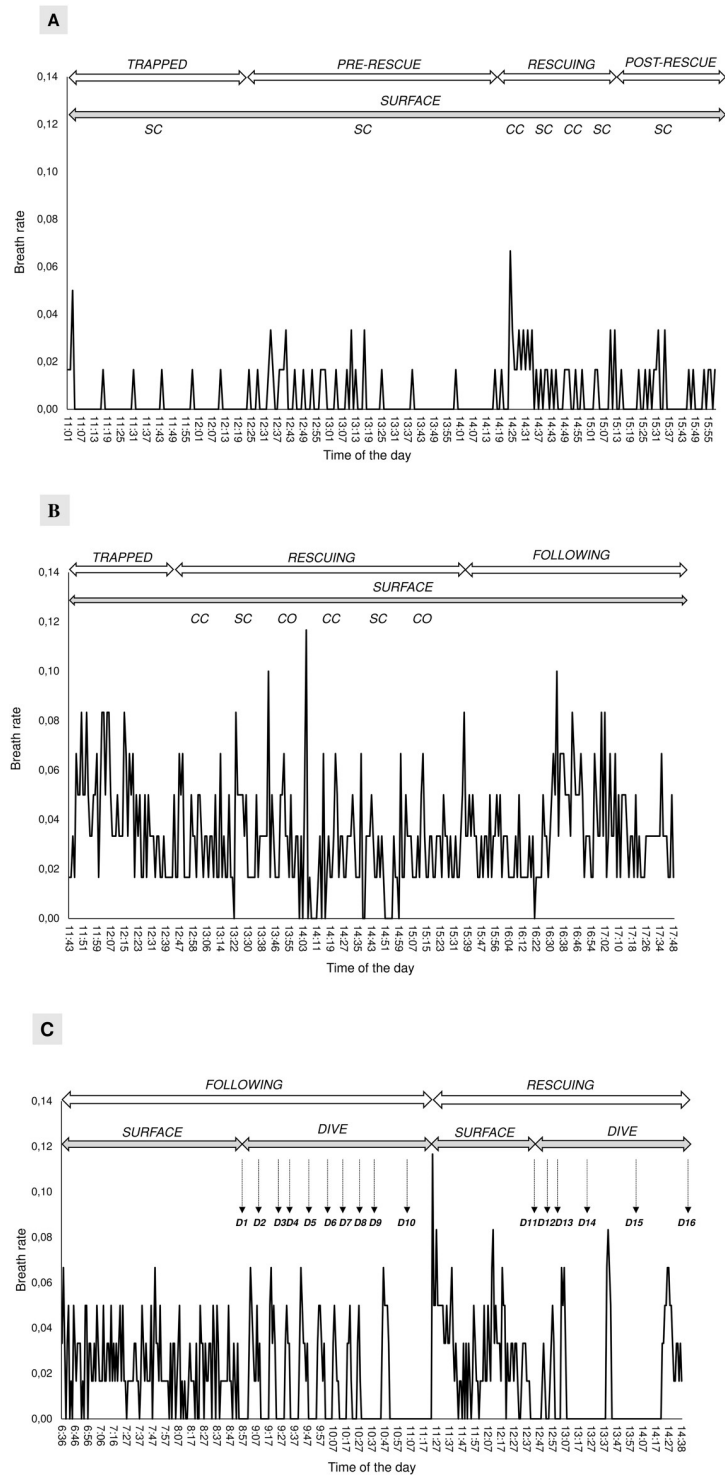 A
TRAPPED PRE-RESCUE RESCUING POST-RESCUE
0,14
SURFACE
0,12
SC SC CC SC CC SC SC
0,10
0,08
Breath rate
0,06
0,04
0,02
0,00
11:01 11:07 11:13 11:19 11:25 11:31 11:37 11:43 11:49 11:55 12:01 12:07 12:13 12:19 12:25 12:31 12:37 12:43 12:49 12:55 13:01 13:07 13:13 13:19 13:25 13:31 13:37 13:43 13:49 13:55 14:01 14:07 14:13 14:19 14:25 14:31 14:37 14:43 14:49 14:55 15:01 15:07 15:13 15:19 15:25 15:31 15:37 15:43 15:49 15:55
Time of the day
B
TRAPPED RESCUING FOLLOWING
0,14
SURFACE
0,12
CC SC CO CC SC CO
0,10
0,08
Breath rate
0,06
0,04
0,02
0,00
11:43 11:51 11:59 12:07 12:15 12:23 12:31 12:39 12:47 12:58 13:06 13:14 13:22 13:30 13:38 13:46 13:55 14:03 14:11 14:19 14:27 14:35 14:43 14:51 14:59 15:07 15:15 15:23 15:31 15:39 15:47 15:56 16:04 16:12 16:22 16:30 16:38 16:46 16:54 17:02 17:10 17:18 17:26 17:34 17:48
Time of the day
C
FOLLOWING RESCUING
0,14
SURFACE DIVE SURFACE DIVE
0,12
0,10
D1 D2 D3 D4 D5 D6 D7 D8 D9 D10 D11 D12 D13 D14 D15 D16
0,08
Breath rate
0,06
0,04
0,02
0,00
6:36 6:46 6:56 7:06 7:16 7:27 7:37 7:47 7:57 8:07 8:17 8:27 8:37 8:47 8:57 9:07 9:17 9:27 9:37 9:47 9:57 10:07 10:17 10:27 10:37 10:47 10:57 11:07 11:17 11:27 11:37 11:47 11:57 12:07 12:17 12:27 12:37 12:47 12:57 13:07 13:17 13:27 13:37 13:47 13:57 14:07 14:17 14:27 14:38
Time of the day